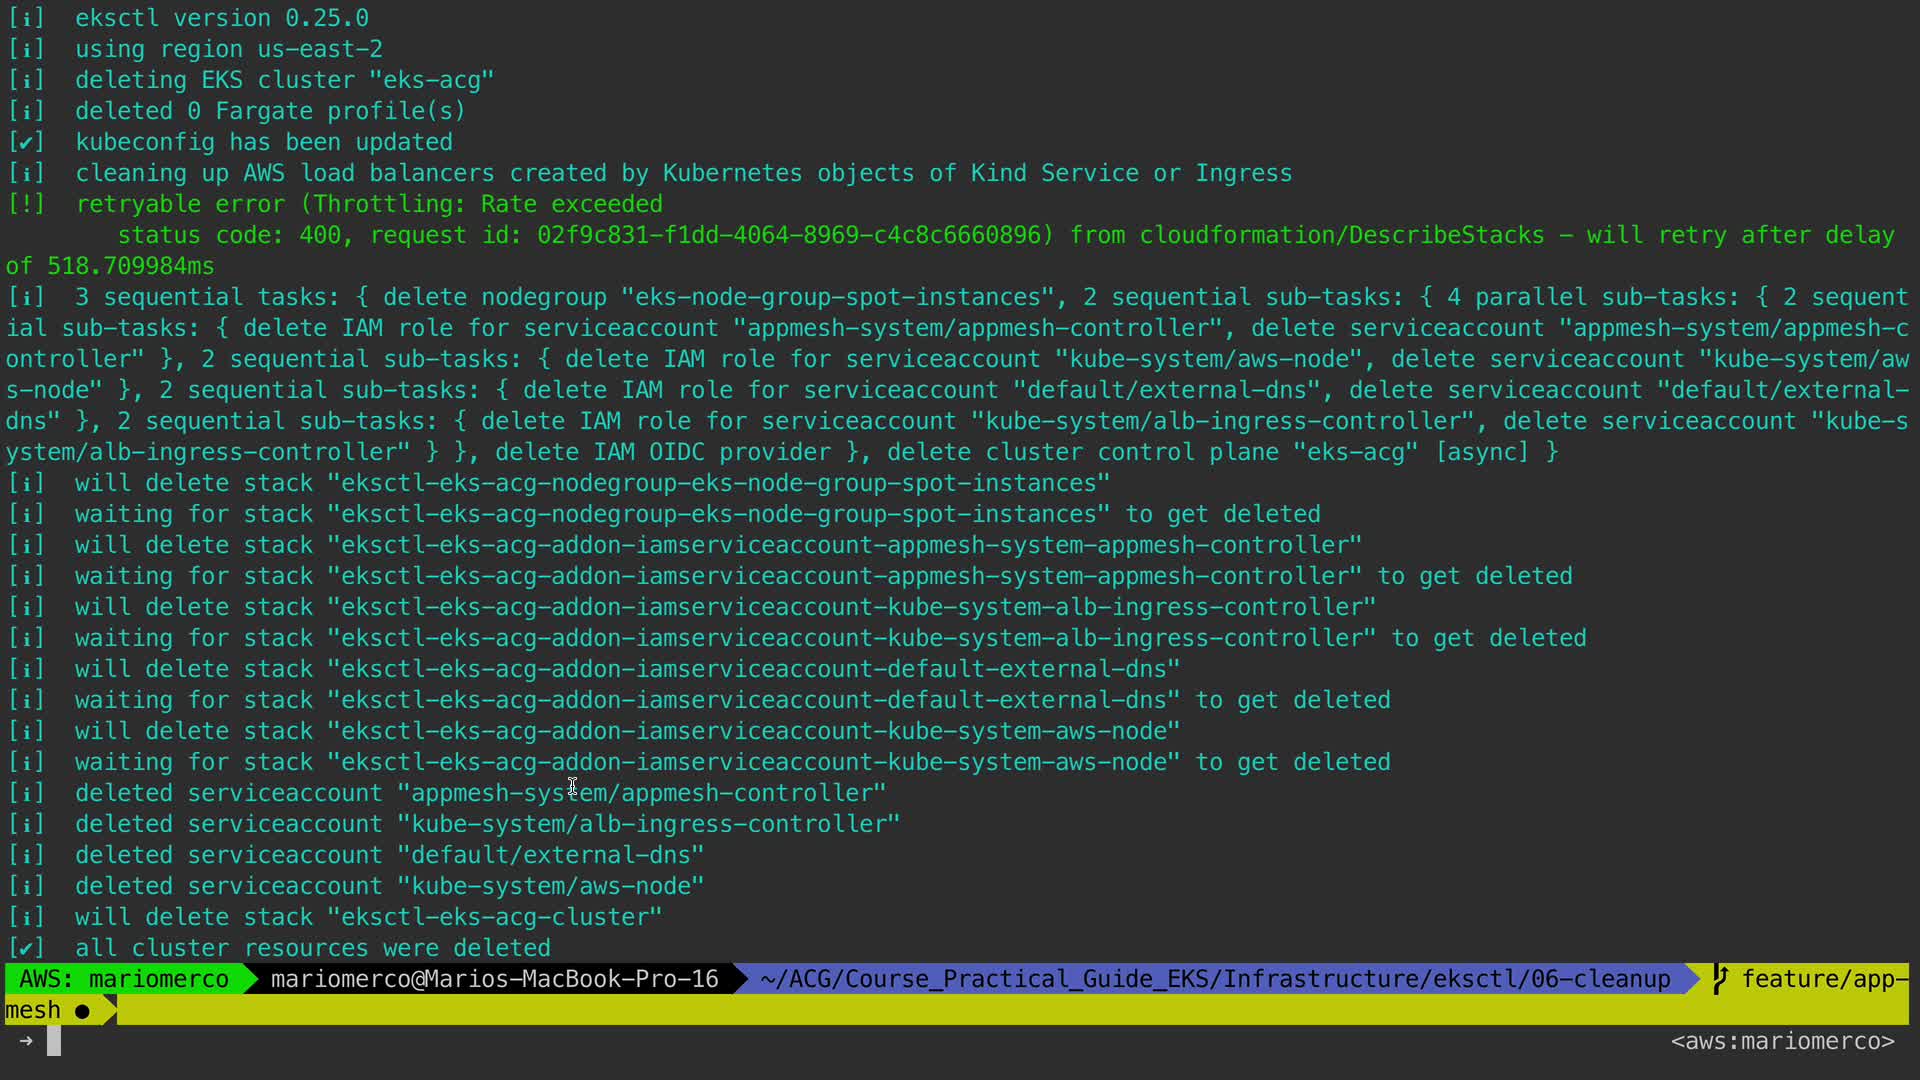 [ℹ]  eksctl version 0.25.0
[ℹ]  using region us-east-2
[ℹ]  deleting EKS cluster "eks-acg"
[ℹ]  deleted 0 Fargate profile(s)
[✔]  kubeconfig has been updated
[ℹ]  cleaning up AWS load balancers created by Kubernetes objects of Kind Service or Ingress
[!]  retryable error (Throttling: Rate exceeded
        status code: 400, request id: 02f9c831-f1dd-4064-8969-c4c8c6660896) from cloudformation/DescribeStacks – will retry after delay
of 518.709984ms
[ℹ]  3 sequential tasks: { delete nodegroup "eks-node-group-spot-instances", 2 sequential sub-tasks: { 4 parallel sub-tasks: { 2 sequent
ial sub-tasks: { delete IAM role for serviceaccount "appmesh-system/appmesh-controller", delete serviceaccount "appmesh-system/appmesh-c
ontroller" }, 2 sequential sub-tasks: { delete IAM role for serviceaccount "kube-system/aws-node", delete serviceaccount "kube-system/aw
s-node" }, 2 sequential sub-tasks: { delete IAM role for serviceaccount "default/external-dns", delete serviceaccount "default/external-
dns" }, 2 sequential sub-tasks: { delete IAM role for serviceaccount "kube-system/alb-ingress-controller", delete serviceaccount "kube-s
ystem/alb-ingress-controller" } }, delete IAM OIDC provider }, delete cluster control plane "eks-acg" [async] }
[ℹ]  will delete stack "eksctl-eks-acg-nodegroup-eks-node-group-spot-instances"
[ℹ]  waiting for stack "eksctl-eks-acg-nodegroup-eks-node-group-spot-instances" to get deleted
[ℹ]  will delete stack "eksctl-eks-acg-addon-iamserviceaccount-appmesh-system-appmesh-controller"
[ℹ]  waiting for stack "eksctl-eks-acg-addon-iamserviceaccount-appmesh-system-appmesh-controller" to get deleted
[ℹ]  will delete stack "eksctl-eks-acg-addon-iamserviceaccount-kube-system-alb-ingress-controller"
[ℹ]  waiting for stack "eksctl-eks-acg-addon-iamserviceaccount-kube-system-alb-ingress-controller" to get deleted
[ℹ]  will delete stack "eksctl-eks-acg-addon-iamserviceaccount-default-external-dns"
[ℹ]  waiting for stack "eksctl-eks-acg-addon-iamserviceaccount-default-external-dns" to get deleted
[ℹ]  will delete stack "eksctl-eks-acg-addon-iamserviceaccount-kube-system-aws-node"
[ℹ]  waiting for stack "eksctl-eks-acg-addon-iamserviceaccount-kube-system-aws-node" to get deleted
[ℹ]  deleted serviceaccount "appmesh-system/appmesh-controller"
[ℹ]  deleted serviceaccount "kube-system/alb-ingress-controller"
[ℹ]  deleted serviceaccount "default/external-dns"
[ℹ]  deleted serviceaccount "kube-system/aws-node"
[ℹ]  will delete stack "eksctl-eks-acg-cluster"
[✔]  all cluster resources were deleted
AWS: mariomerco mariomerco@Marios-MacBook-Pro-16 ~/ACG/Course_Practical_Guide_EKS/Infrastructure/eksctl/06-cleanup feature/app-
mesh ●
→ <aws:mariomerco>